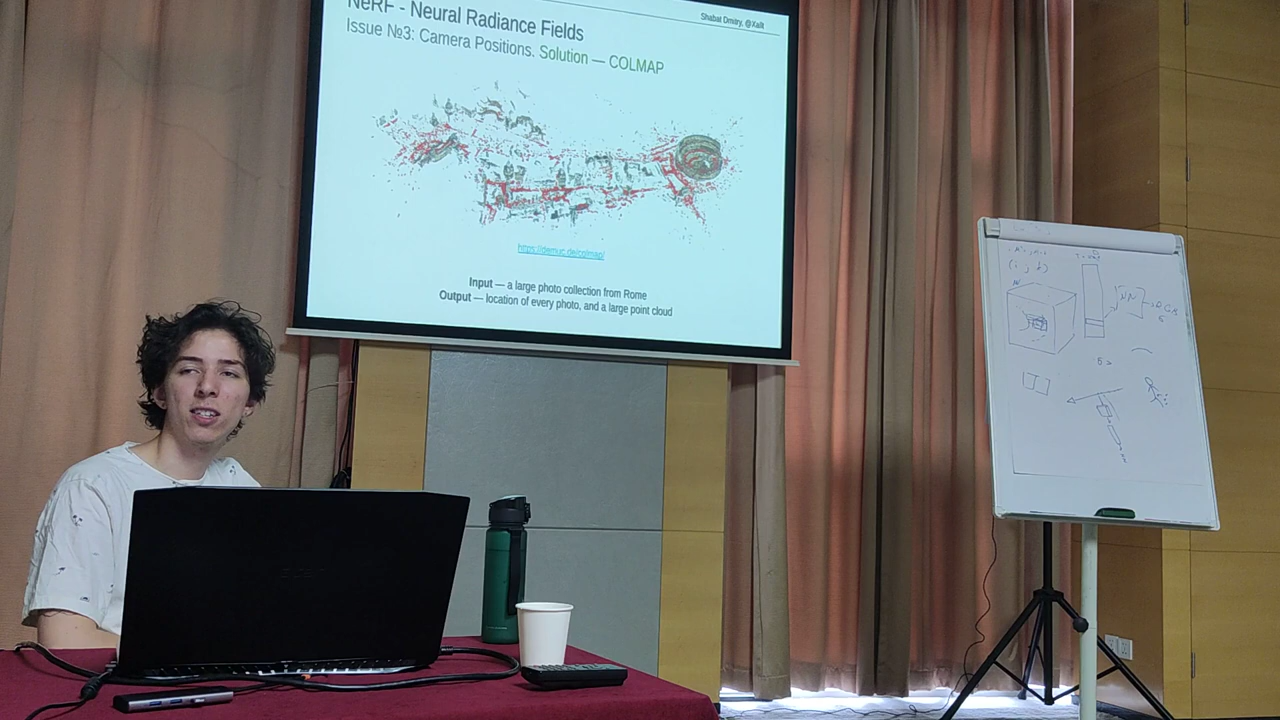 NeRF - Neural Radiance Fields
Shabat Dmitry, @Xallt
Issue №3: Camera Positions. Solution — COLMAP
https://demuc.de/colmap/
Input — a large photo collection from Rome
Output — location of every photo, and a large point cloud